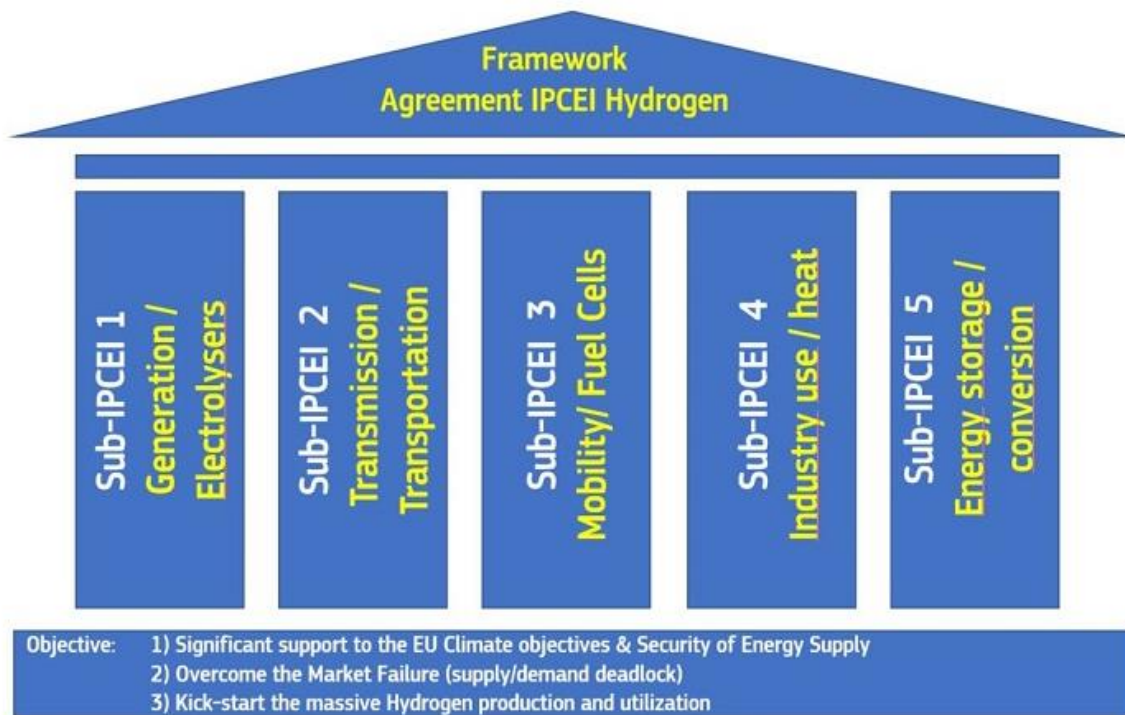 Framework
Agreement IPCEI Hydrogen
Sub-IPCEI 1
Generation /
Electrolysers
Sub-IPCEI 2
Transmission /
Transportation
Sub-IPCEI 3
Mobility/ Fuel Cells
Sub-IPCEI 4
Industry use / heat
Sub-IPCEI 5
Energy storage /
conversion
Objective: 1) Significant support to the EU Climate objectives & Security of Energy Supply
2) Overcome the Market Failure (supply/demand deadlock)
3) Kick-start the massive Hydrogen production and utilization